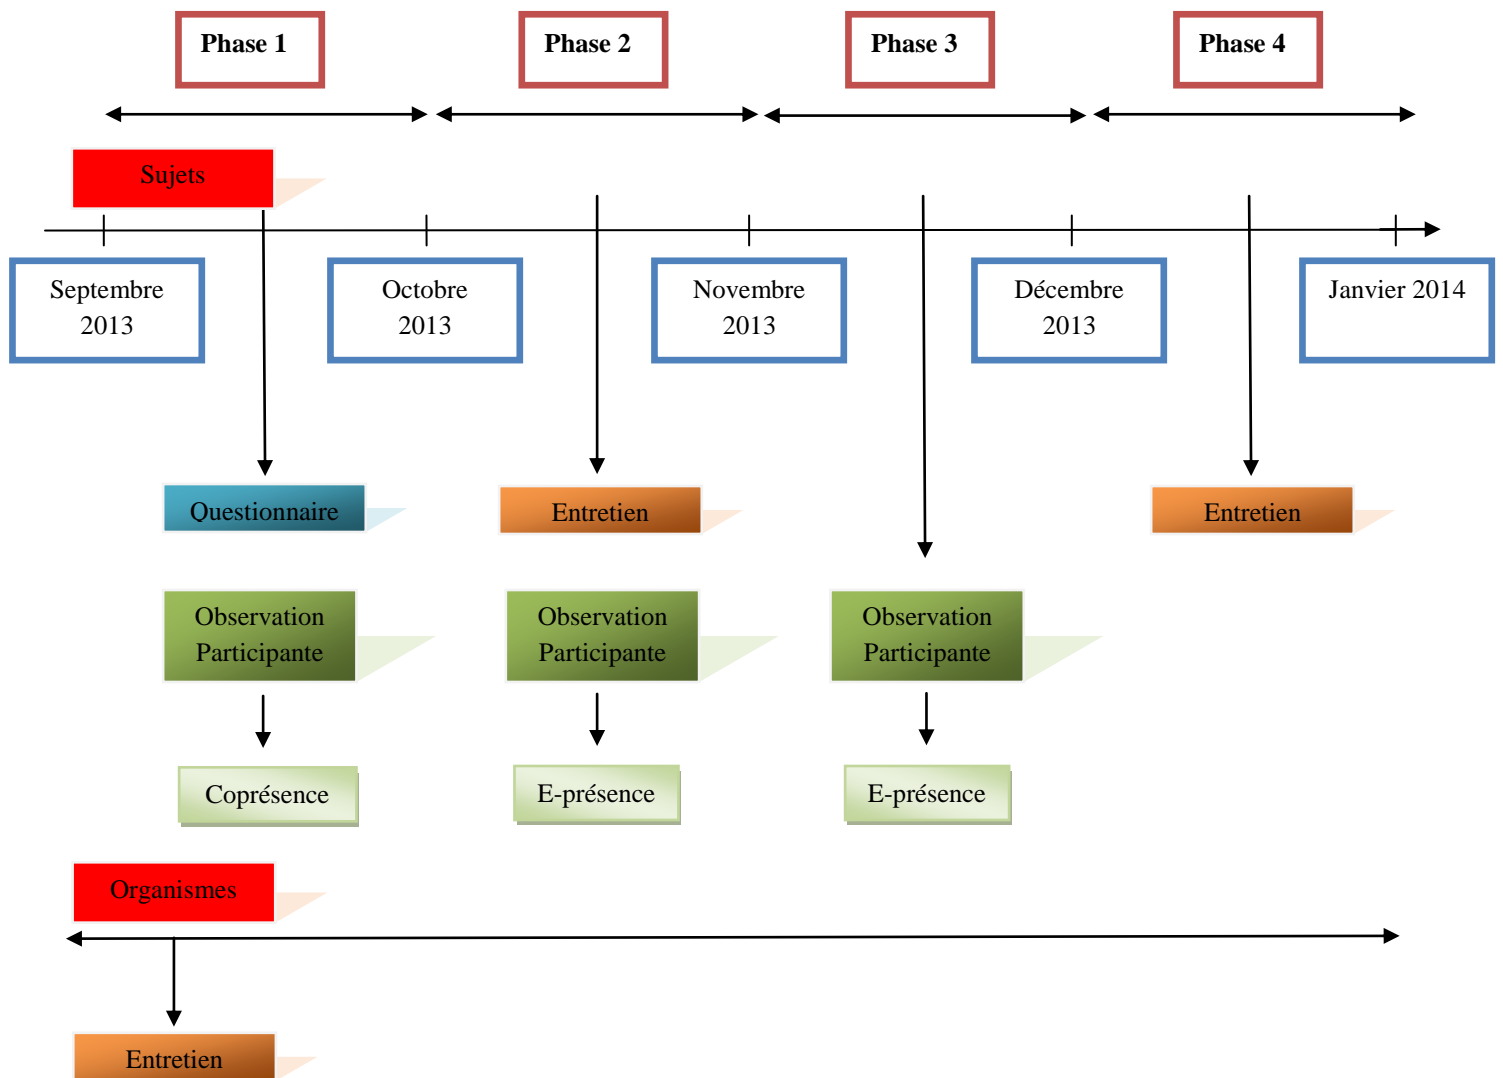 Phase 1
Phase 2
Phase 3
Phase 4
Sujets
Septembre
2013
Octobre
2013
Novembre
2013
Décembre
2013
Janvier 2014
Questionnaire
Entretien
Entretien
Observation
Participante
Observation
Participante
Observation
Participante
Coprésence
E-présence
E-présence
Organismes
Entretien